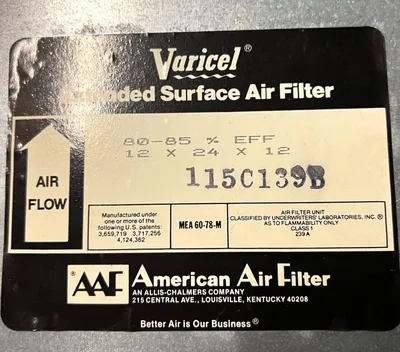 Varicel®
Extended Surface Air Filter
80-85 % EFF
12 X 24 X 12
115C139B
AIR
FLOW
Manufactured under
one or more of the
following U.S. patents:
3,659,719 3,717,256
4,124,362
MEA 60-78-M
AIR FILTER UNIT
CLASSIFIED BY UNDERWRITERS' LABORATORIES, INC.®
AS TO FLAMMABILITY ONLY
CLASS 1
239 A
®AAF American Air Filter
AN ALLIS-CHALMERS COMPANY
215 CENTRAL AVE., LOUISVILLE, KENTUCKY 40208
Better Air is Our Business®